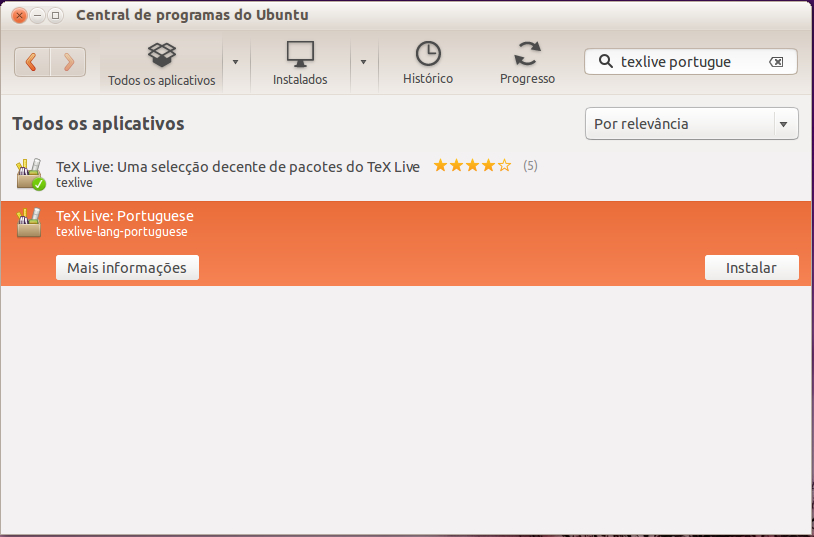 Central de programas do Ubuntu
Todos os aplicativos
Instalados
Histórico
Progresso
texlive portugue
Todos os aplicativos
Por relevância
TeX Live: Uma selecção decente de pacotes do TeX Live (5)
texlive
TeX Live: Portuguese
texlive-lang-portuguese
Mais informações
Instalar